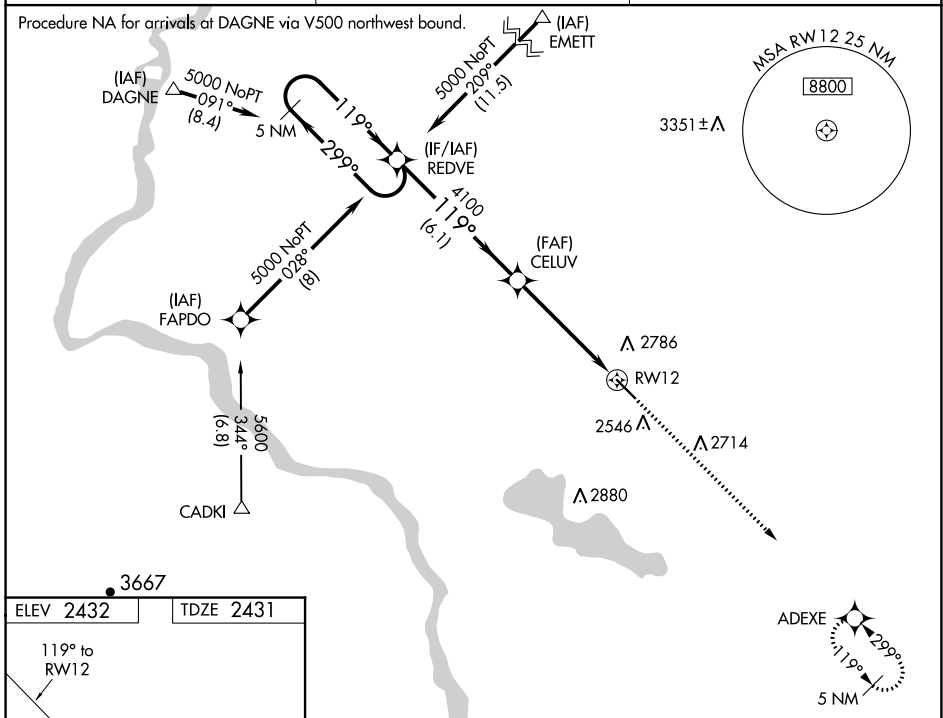 Procedure NA for arrivals at DAGNE via V500 northwest bound.
(IAF)
EMETT
5000 NoPT
209°
(11.5)
(IAF)
DAGNE
5000 NoPT
091°
(8.4)
5 NM
119°
299°
(IF/IAF)
REDVE
MSA RW12 25 NM
8800
3351±
4100
119°
(6.1)
(FAF)
CELUV
5000 NoPT
028°
(8)
(IAF)
FAPDO
2786
RW12
2546
2714
5600
344°
(6.8)
CADKI
2880
3667
ELEV 2432
TDZE 2431
119° to
RW12
ADEXE
299°
119°
5 NM